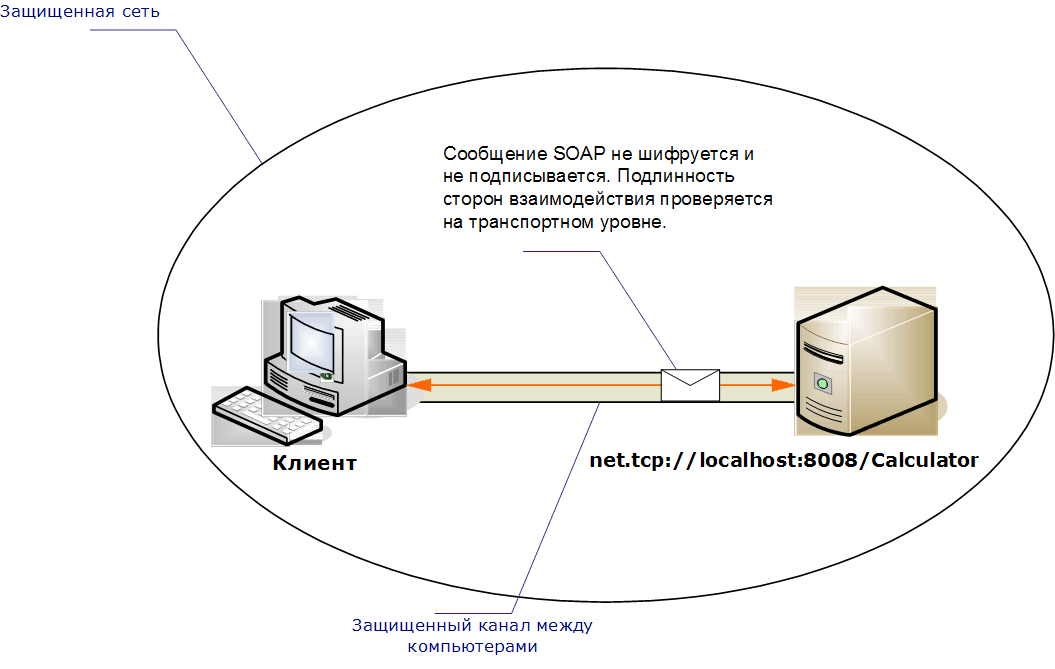 Защищенная сеть
Сообщение SOAP не шифруется и
не подписывается. Подлинность
сторон взаимодействия проверяется
на транспортном уровне.
Клиент
net.tcp://localhost:8008/Calculator
Защищенный канал между
компьютерами